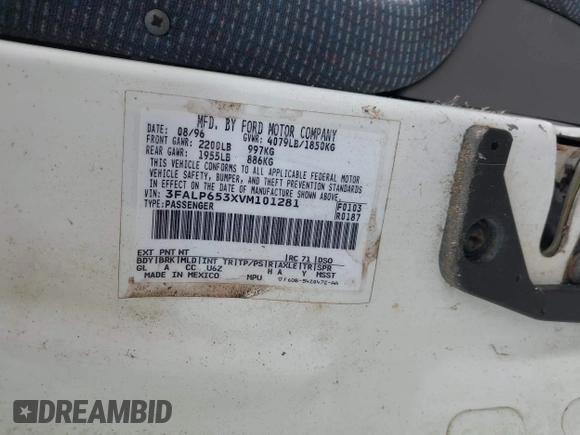 MFD. BY FORD MOTOR COMPANY
DATE: 08/96 GVWR: 4079LB/1850KG
FRONT GAWR: 2200LB 997KG
REAR GAWR: 1955LB 886KG
THIS VEHICLE CONFORMS TO ALL APPLICABLE FEDERAL MOTOR
VEHICLE SAFETY, BUMPER, AND THEFT PREVENTION STANDARDS
IN EFFECT ON THE DATE OF MANUFACTURE SHOWN ABOVE.
VIN: 3FALP653XVM101281 F0103
TYPE: PASSENGER R0187
EXT PNT NT RC 71 DSO
BDY BRK MLD INT TR TP/PS R AXLE TR SPR
GL A CC U6Z H A Y MSST
MADE IN MEXICO MPU
DREAMBID